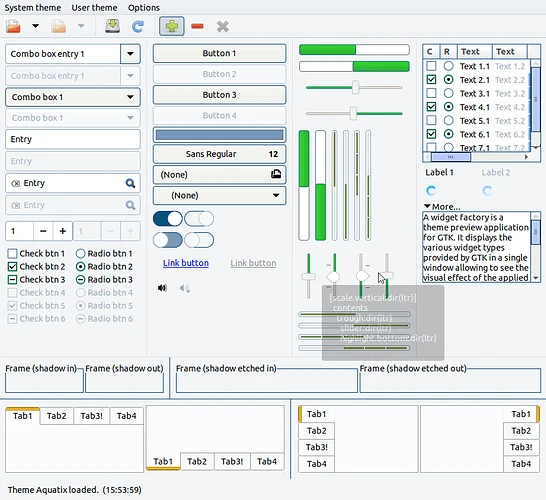 System theme User theme Options
Combo box entry 1
Combo box entry 1
Combo box 1
Combo box 1
Entry
Entry
Entry
Entry
1 − +
1 − +
Check btn 1 Radio btn 1
Check btn 2 Radio btn 2
Check btn 3 Radio btn 3
Check btn 4 Radio btn 4
Check btn 5 Radio btn 5
Check btn 6 Radio btn 6
Button 1
Button 2
Button 3
Button 4
Sans Regular 12
(None)
(None)
Link button Link button
C R Text Text
Text 1.1 Text 1.2
Text 2.1 Text 2.2
Text 3.1 Text 3.2
Text 4.1 Text 4.2
Text 5.1 Text 5.2
Text 6.1 Text 6.2
Text 7.1 Text 7.2
Label 1 Label 2
More...
A widget factory is a
theme preview application
for GTK. It displays the
various widget types
provided by GTK in a single
window allowing to see the
visual effect of the applied
[scale.vertical:dir(ltr)]
contents
trough:dir(ltr)
slider:dir(ltr)
highlight.bottom:dir(ltr)
Frame (shadow in) Frame (shadow out) Frame (shadow etched in) Frame (shadow etched out)
Tab1 Tab2 Tab3! Tab4
Tab1 Tab2 Tab3! Tab4
Tab1
Tab2
Tab3!
Tab4
Tab1
Tab2
Tab3!
Tab4
Theme Aquatix loaded. (15:53:59)